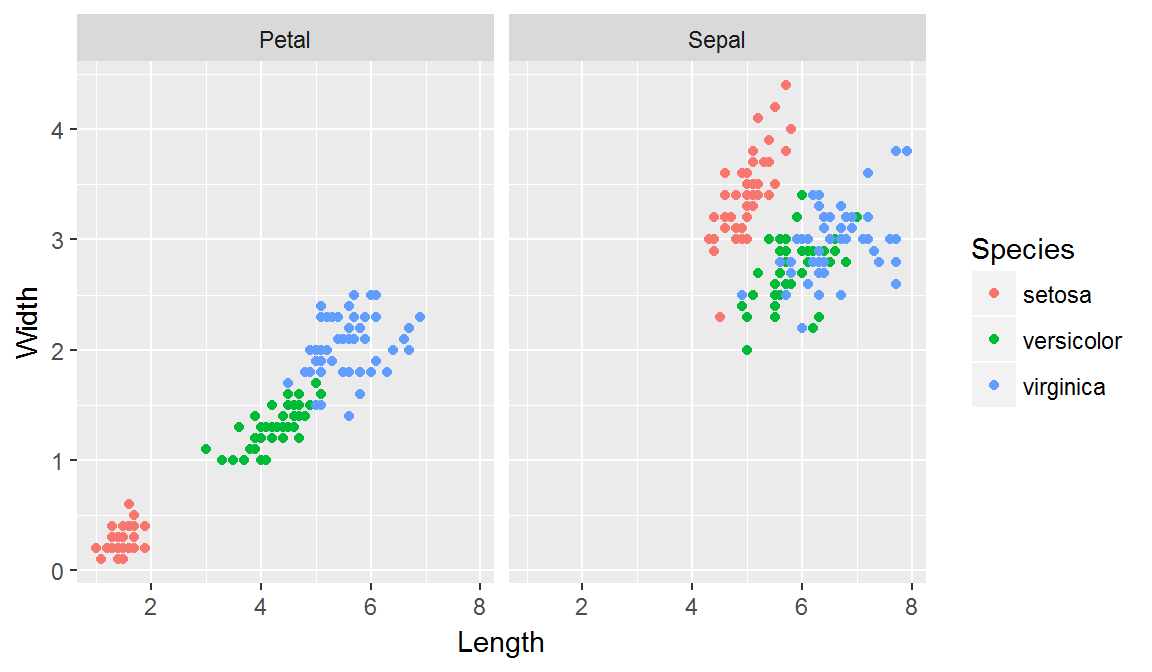 Petal Sepal
4
3
2
1
0
Width
2 4 6 8 2 4 6 8
Length
Species
setosa
versicolor
virginica